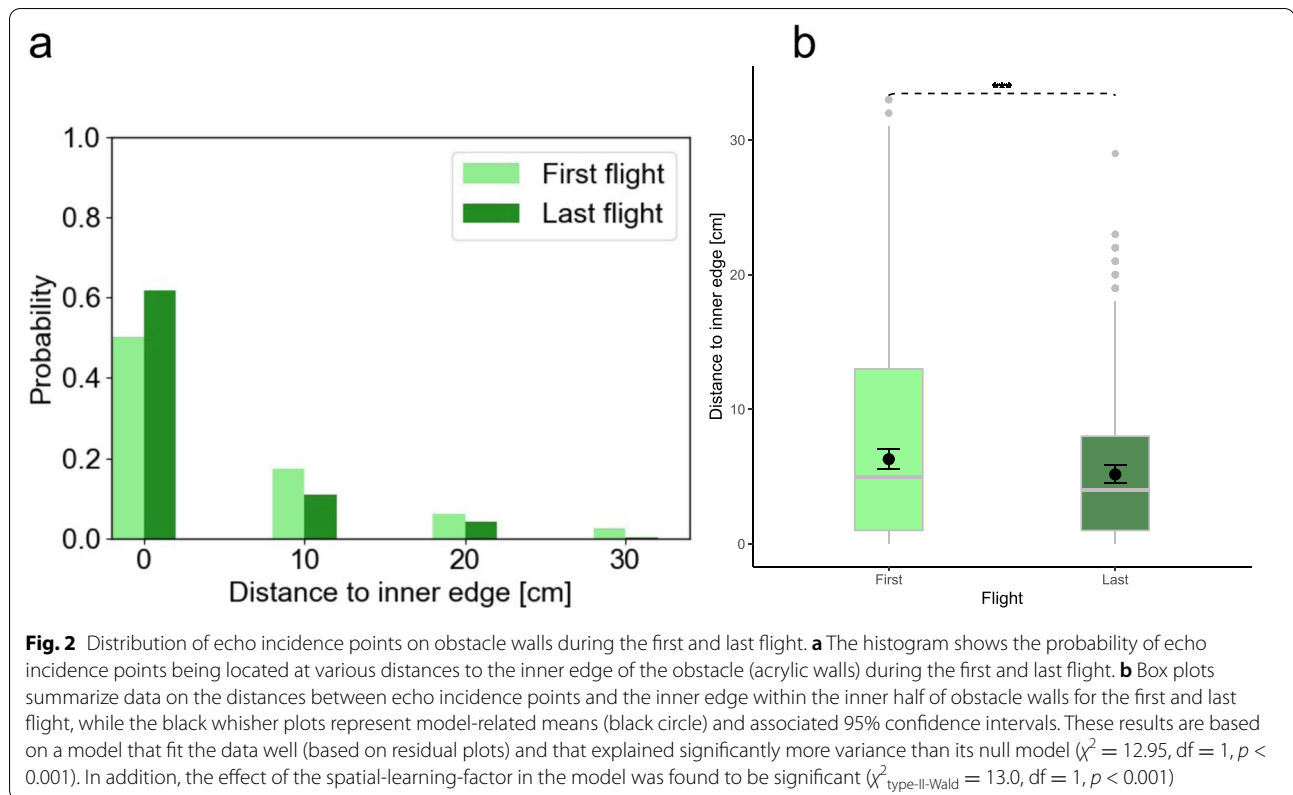 a
1.0
0.8
0.6
0.4
0.2
0.0
Probability
First flight
Last flight
0 10 20 30
Distance to inner edge [cm]
b
***
30
20
10
0
Distance to inner edge [cm]
First Last
Flight
Fig. 2 Distribution of echo incidence points on obstacle walls during the first and last flight. a The histogram shows the probability of echo
incidence points being located at various distances to the inner edge of the obstacle (acrylic walls) during the first and last flight. b Box plots
summarize data on the distances between echo incidence points and the inner edge within the inner half of obstacle walls for the first and last
flight, while the black whisher plots represent model-related means (black circle) and associated 95% confidence intervals. These results are based
on a model that fit the data well (based on residual plots) and that explained significantly more variance than its null model (χ² = 12.95, df = 1, p <
0.001). In addition, the effect of the spatial-learning-factor in the model was found to be significant (χ²type-II-Wald = 13.0, df = 1, p < 0.001)